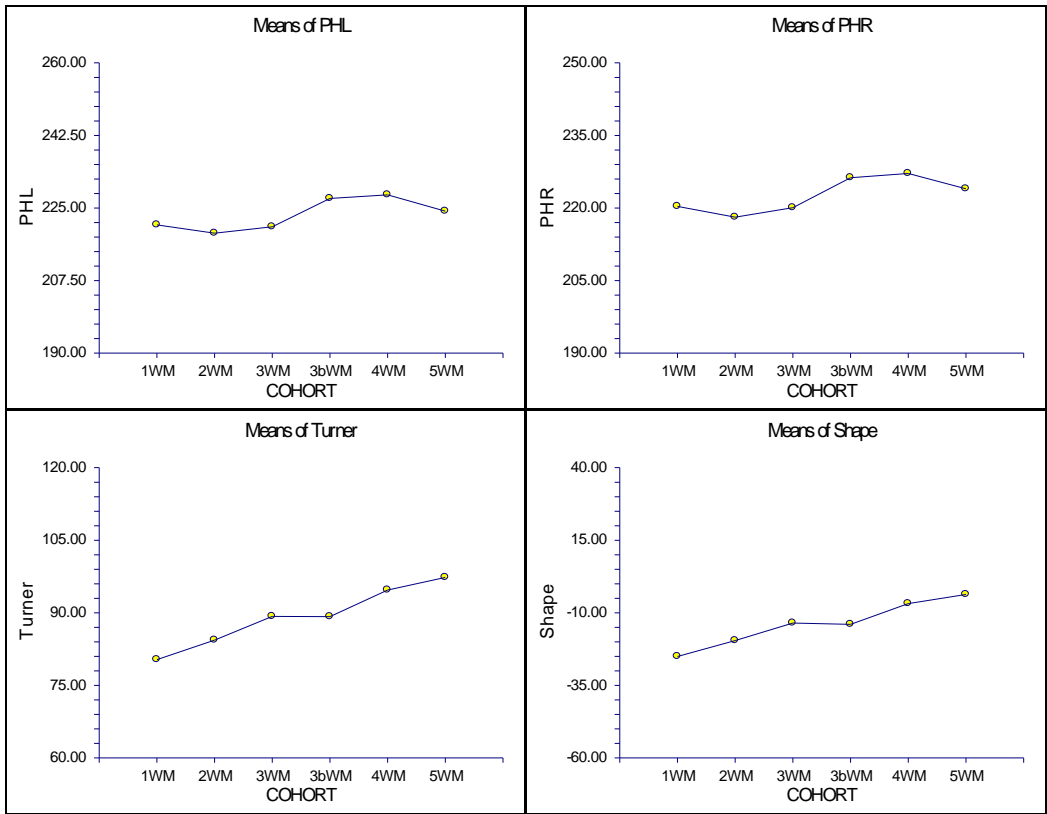 Means of PHL
260.00
242.50
225.00
207.50
190.00
PHL
1WM 2WM 3WM 3bWM 4WM 5WM
COHORT
Means of PHR
250.00
235.00
220.00
205.00
190.00
PHR
1WM 2WM 3WM 3bWM 4WM 5WM
COHORT
Means of Turner
120.00
105.00
90.00
75.00
60.00
Turner
1WM 2WM 3WM 3bWM 4WM 5WM
COHORT
Means of Shape
40.00
15.00
-10.00
-35.00
-60.00
Shape
1WM 2WM 3WM 3bWM 4WM 5WM
COHORT